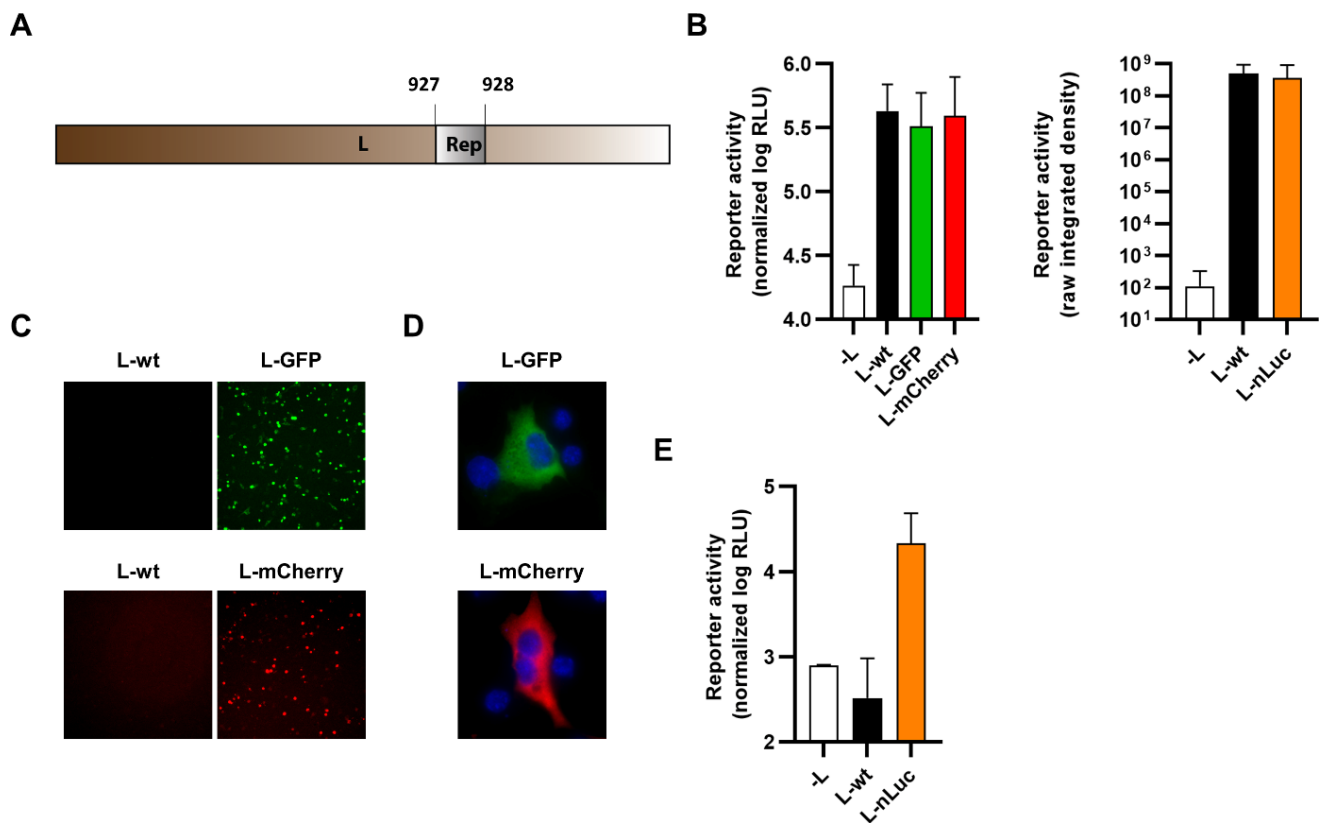 A
927
928
L
Rep
B
Reporter activity
(normalized log RLU)
6.0
5.5
5.0
4.5
4.0
-L
L-wt
L-GFP
L-mCherry
Reporter activity
(raw integrated density)
10⁹
10⁸
10⁷
10⁶
10⁵
10⁴
10³
10²
10¹
-L
L-wt
L-nLuc
C
L-wt
L-GFP
L-wt
L-mCherry
D
L-GFP
L-mCherry
E
Reporter activity
(normalized log RLU)
5
4
3
2
-L
L-wt
L-nLuc